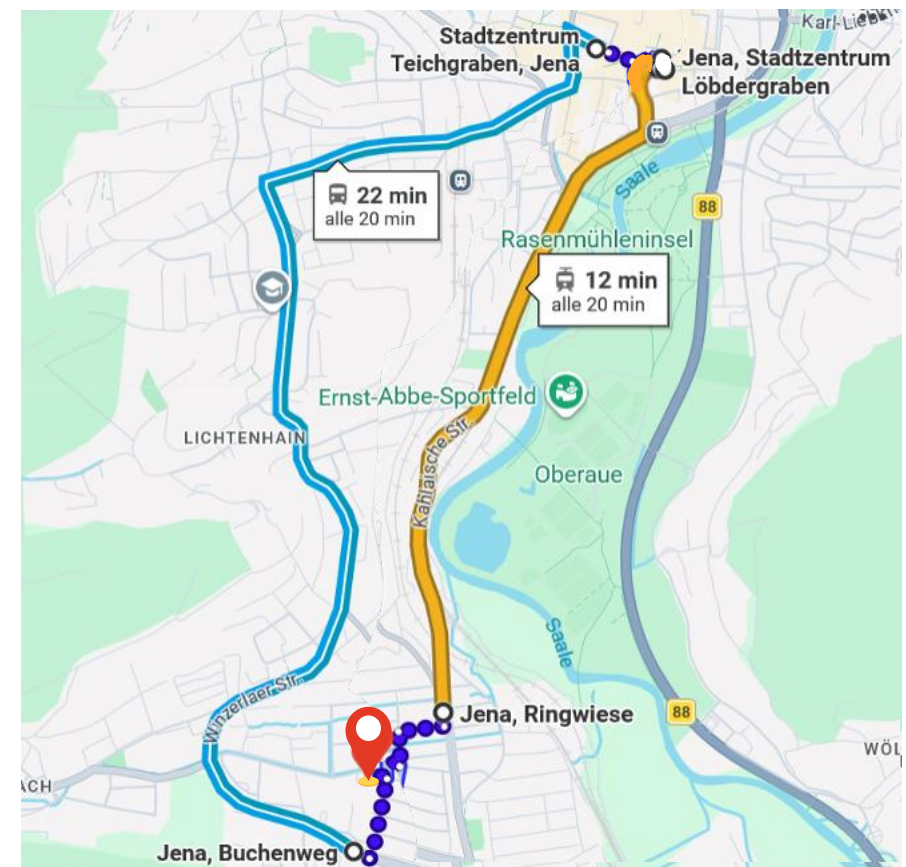 Karl-Lieb
Stadtzentrum
Teichgraben, Jena
Jena, Stadtzentrum
Löbdergraben
22 min
alle 20 min
Saale
88
Rasenmühleninsel
12 min
alle 20 min
Ernst-Abbe-Sportfeld
LICHTENHAIN
Kahlaische Str.
Oberaue
Saale
Winzerlaer Str.
Jena, Ringwiese
88
WÖL
ACH
Jena, Buchenweg